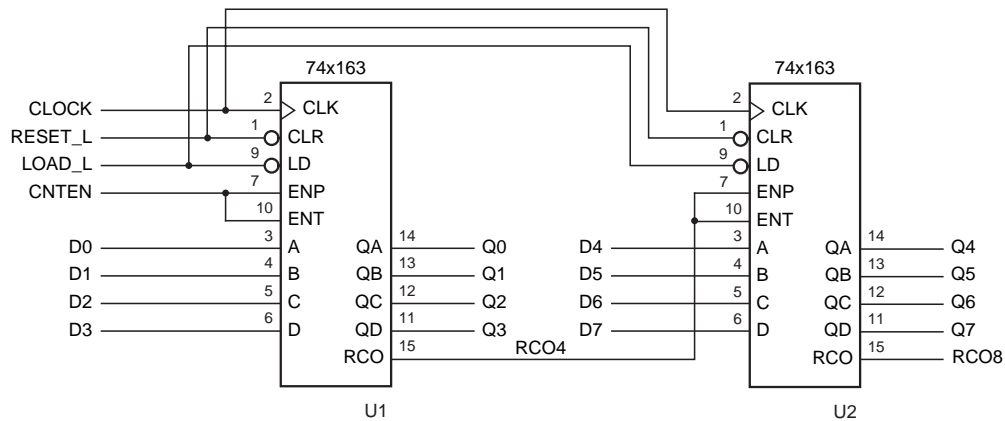 74x163 74x163
CLOCK 2 CLK 2 CLK
RESET_L 1 CLR 1 CLR
LOAD_L 9 LD 9 LD
CNTEN 7 ENP 7 ENP
10 ENT 10 ENT
D0 3 A QA 14 Q0 D4 3 A QA 14 Q4
D1 4 B QB 13 Q1 D5 4 B QB 13 Q5
D2 5 C QC 12 Q2 D6 5 C QC 12 Q6
D3 6 D QD 11 Q3 D7 6 D QD 11 Q7
RCO 15 RCO4 RCO 15 RCO8
U1 U2